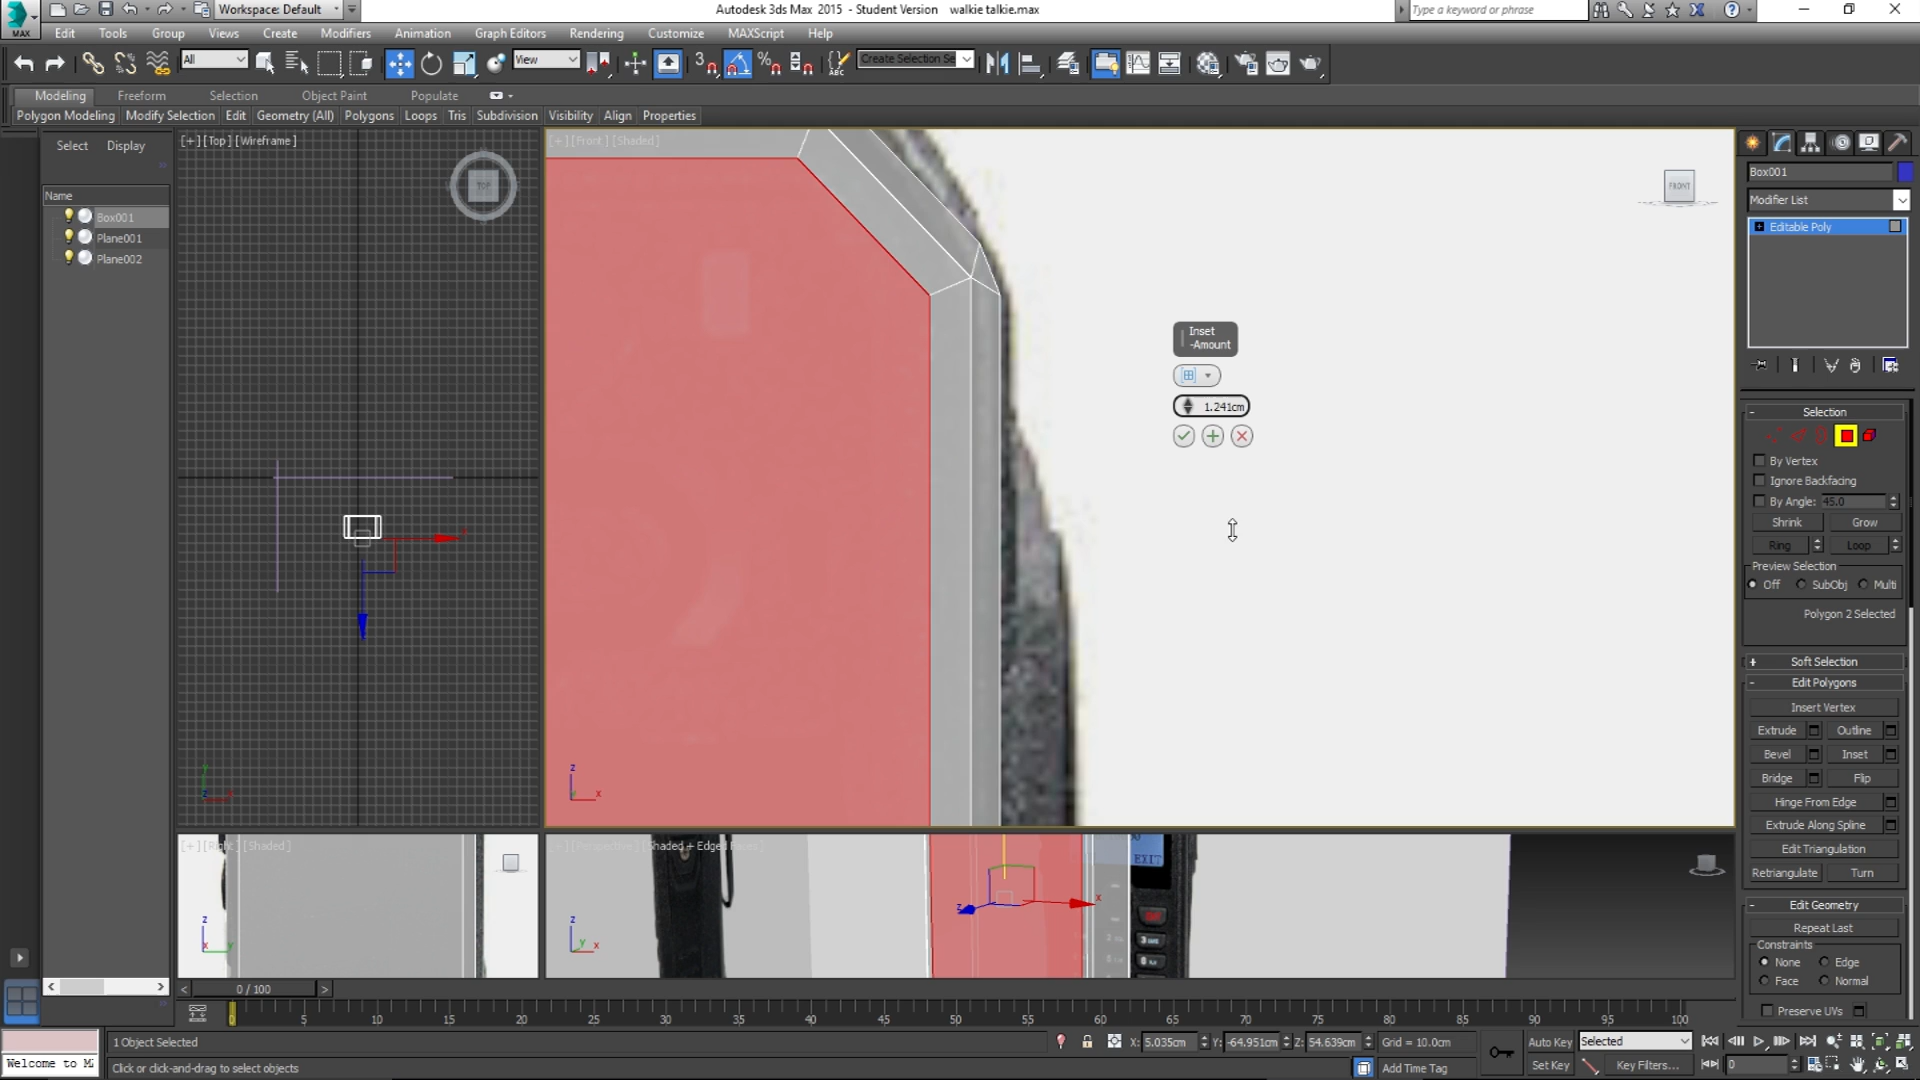 Workspace: Default
Autodesk 3ds Max 2015 - Student Version walkie talkie.max
Type a keyword or phrase
MAX
Edit Tools Group Views Create Modifiers Animation Graph Editors Rendering Customize MAXScript Help
All
View
3
%
ABC
Create Selection Se
Modeling Freeform Selection Object Paint Populate
Polygon Modeling Modify Selection Edit Geometry (All) Polygons Loops Tris Subdivision Visibility Align Properties
Select Display
Name
Box001
Plane001
Plane002
[+] [Top] [Wireframe]
TOP
[+] [Front] [Shaded]
FRONT
Inset
-Amount
1.241cm
Box001
Modifier List
Editable Poly
Selection
By Vertex
Ignore Backfacing
By Angle: 45.0
Shrink Grow
Ring Loop
Preview Selection
Off SubObj Multi
Polygon 2 Selected
Soft Selection
Edit Polygons
Insert Vertex
Extrude Outline
Bevel Inset
Bridge Flip
Hinge From Edge
Extrude Along Spline
Edit Triangulation
Retriangulate Turn
Edit Geometry
Repeat Last
Constraints
None Edge
Face Normal
Preserve UVs
[+] [Right] [Shaded]
[+] [Perspective] [Shaded + Edged Faces]
EXIT
0 / 100
0 5 10 15 20 25 30 35 40 45 50 55 60 65 70 75 80 85 90 95 100
1 Object Selected
X: 5.035cm Y: -64.951cm Z: 54.639cm Grid = 10.0cm
Auto Key Selected
Welcome to M
Click or click-and-drag to select objects
Add Time Tag
Set Key Key Filters... 0